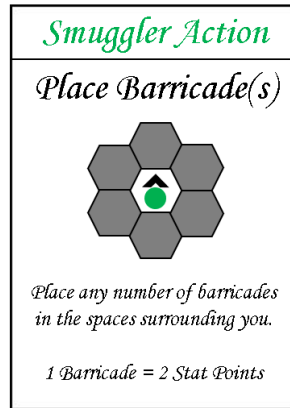 Smuggler Action
Place Barricade(s)
Place any number of barricades
in the spaces surrounding you.
1 Barricade = 2 Stat Points